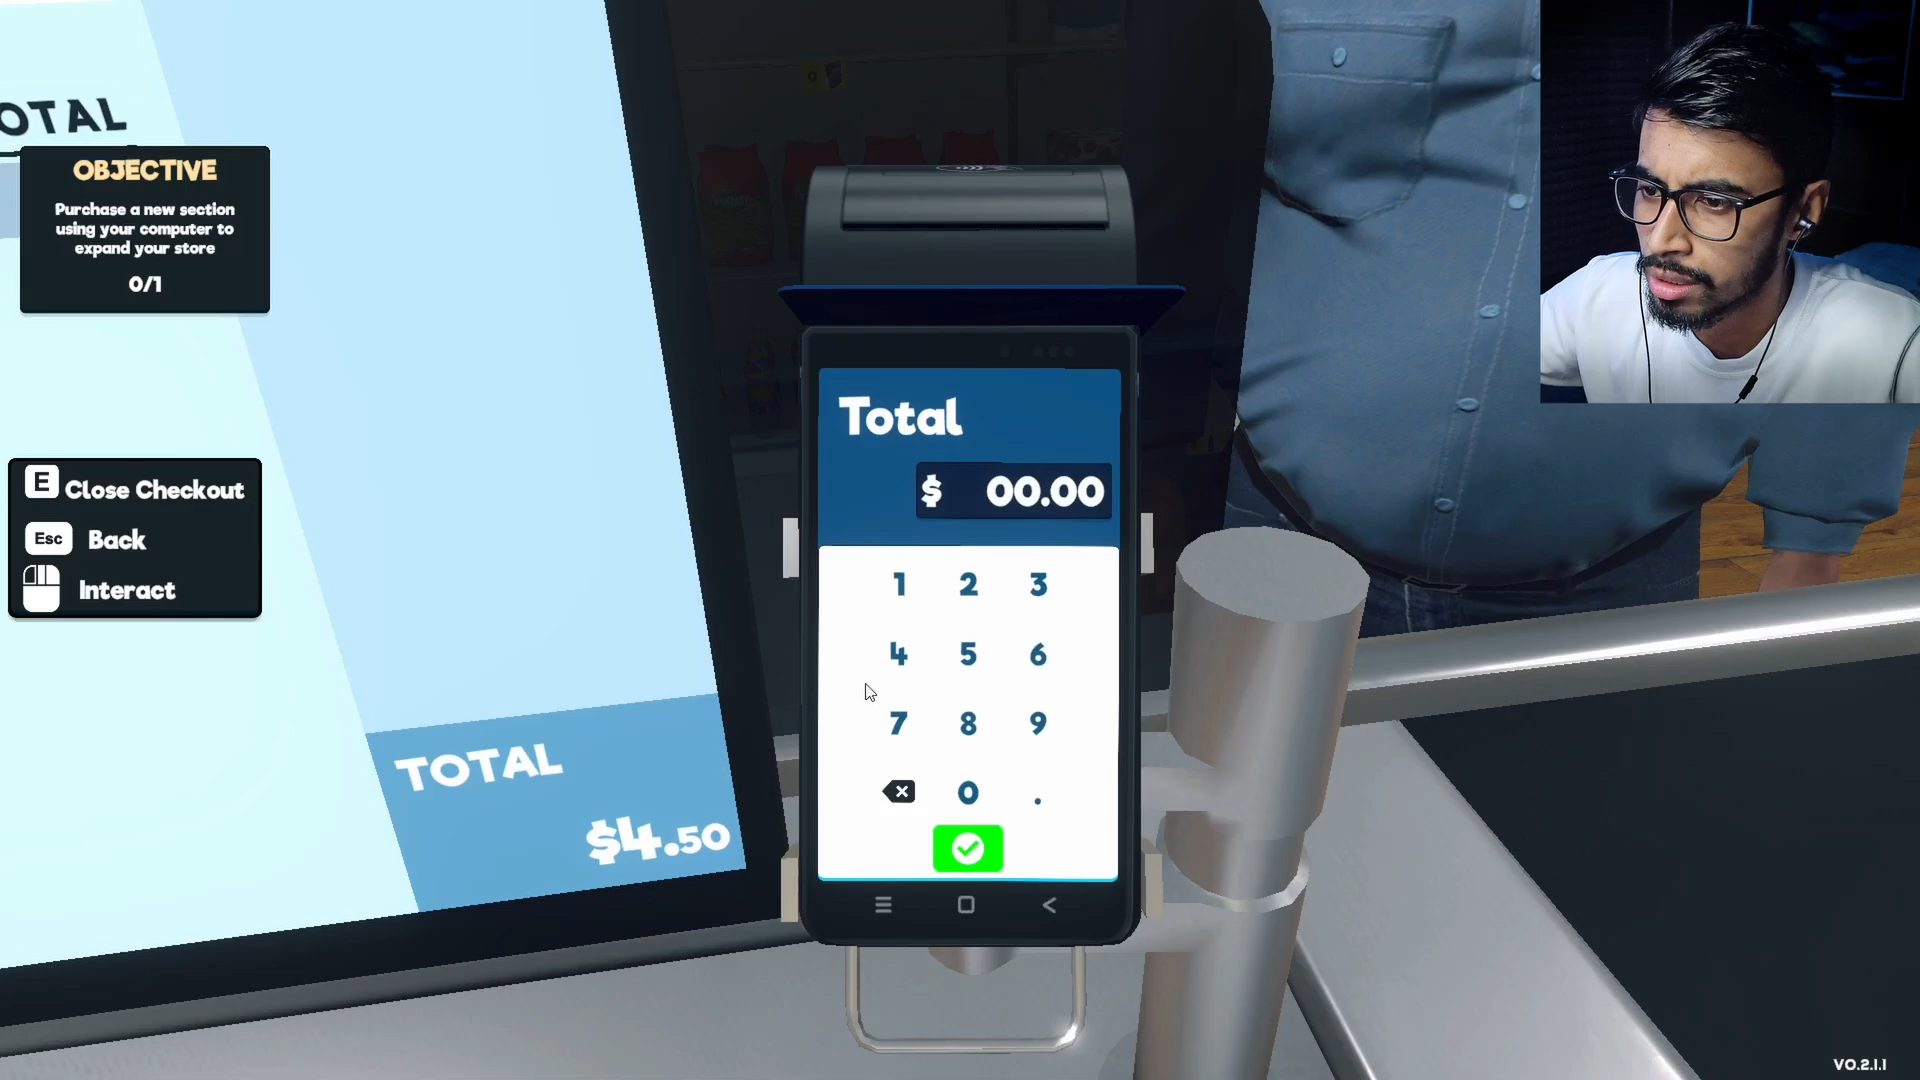 OTAL
OBJECTIVE
Purchase a new section
using your computer to
expand your store
0/1
E Close Checkout
Esc Back
Interact
TOTAL
$4.50
Total
$ 00.00
1 2 3
4 5 6
7 8 9
0 .
V0.2.1.1